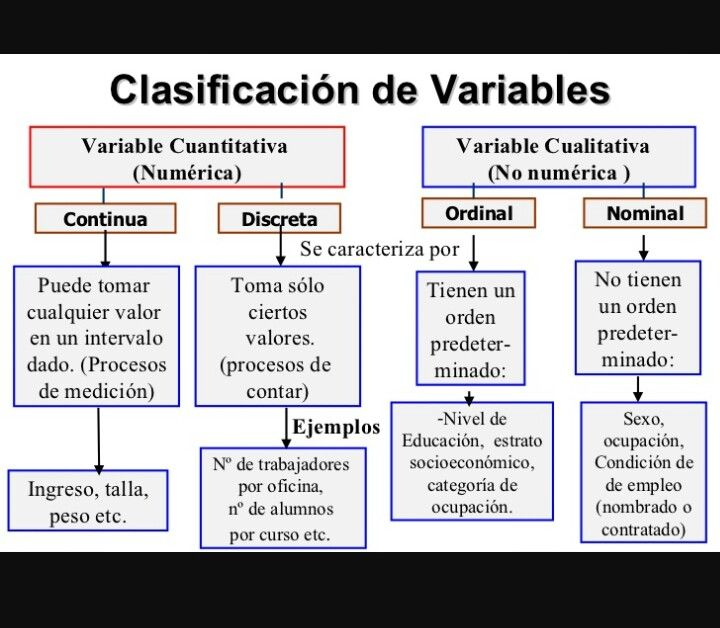 Clasificación de Variables
Variable Cuantitativa
(Numérica)
Variable Cualitativa
(No numérica )
Continua
Discreta
Ordinal
Nominal
Se caracteriza por
Puede tomar
cualquier valor
en un intervalo
dado. (Procesos
de medición)
Toma sólo
ciertos
valores.
(procesos de
contar)
Tienen un
orden
predeter-
minado:
No tienen
un orden
predeter-
minado:
Ejemplos
Ingreso, talla,
peso etc.
Nº de trabajadores
por oficina,
nº de alumnos
por curso etc.
-Nivel de
Educación, estrato
socioeconómico,
categoría de
ocupación.
Sexo,
ocupación,
Condición de
de empleo
(nombrado o
contratado)